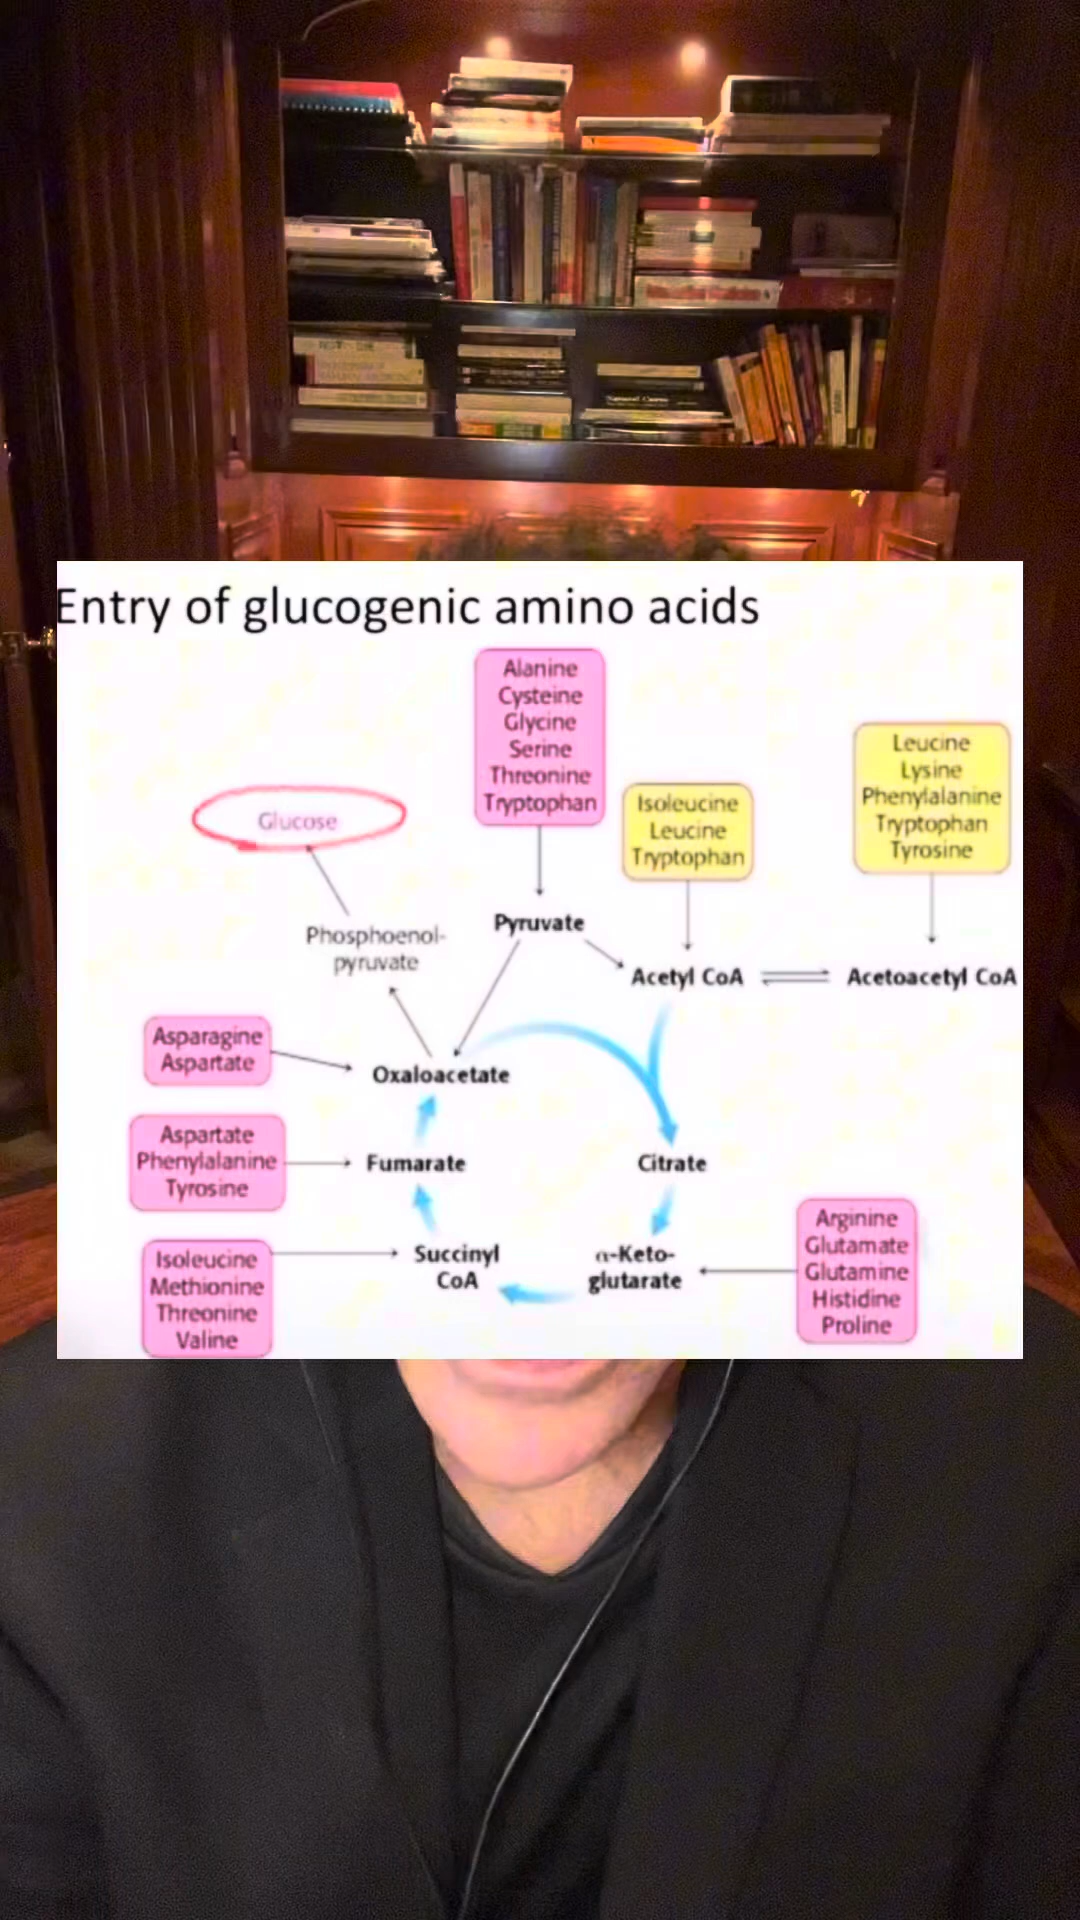 Entry of glucogenic amino acids
Alanine
Cysteine
Glycine
Serine
Threonine
Tryptophan
Leucine
Lysine
Phenylalanine
Tryptophan
Tyrosine
Isoleucine
Leucine
Tryptophan
Glucose
Pyruvate
Phosphoenol-
pyruvate
Acetyl CoA
Acetoacetyl CoA
Asparagine
Aspartate
Oxaloacetate
Aspartate
Phenylalanine
Tyrosine
Fumarate
Citrate
Isoleucine
Methionine
Threonine
Valine
Succinyl
CoA
α-Keto-
glutarate
Arginine
Glutamate
Glutamine
Histidine
Proline